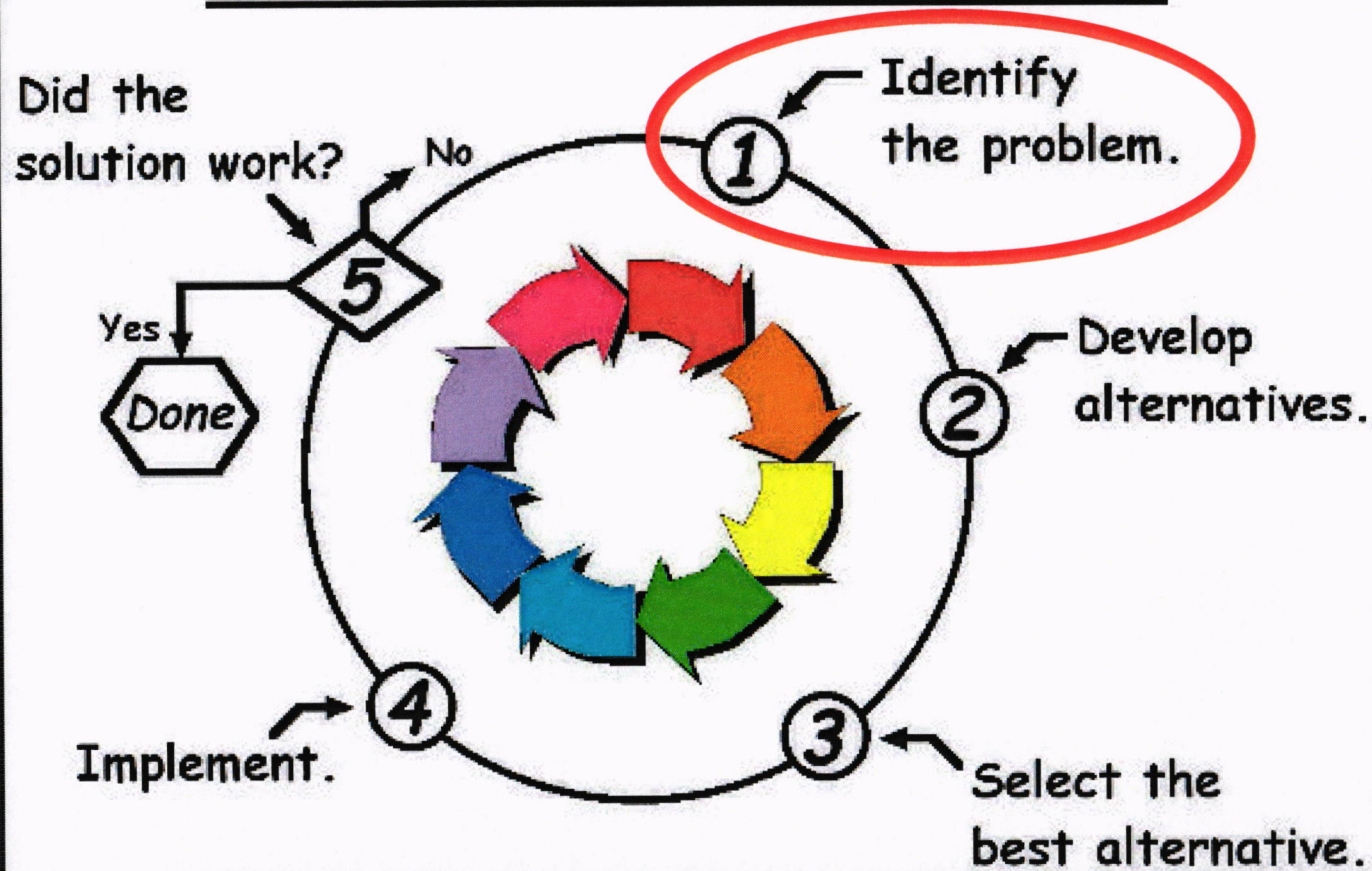 Did the
solution work?
No
1
Identify
the problem.
5
Yes
Done
2
Develop
alternatives.
4
Implement.
3
Select the
best alternative.